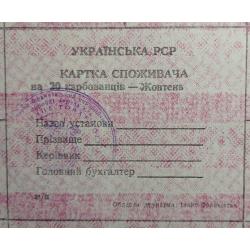 УКРАЇНСЬКА РСР
КАРТКА СПОЖИВАЧА
на 20 карбованців — Жовтень
Назва установи
Прізвище
Керівник
Головний бухгалтер
м/п